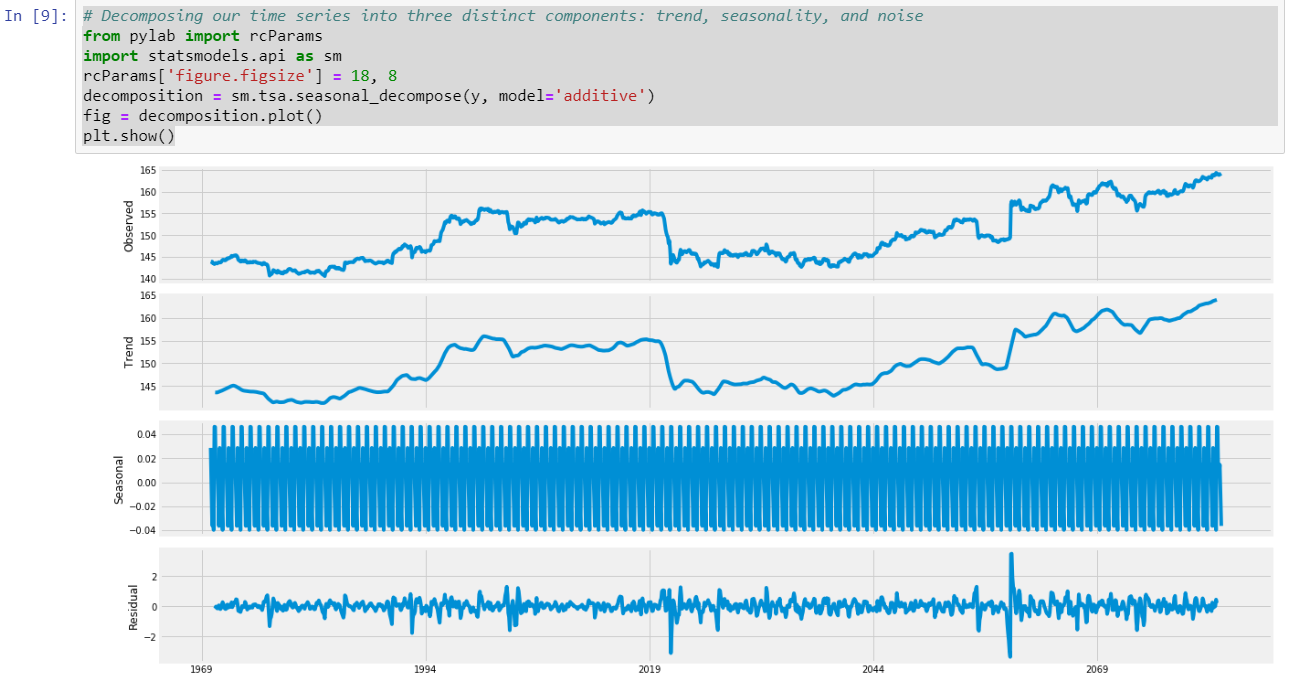 In [9]: # Decomposing our time series into three distinct components: trend, seasonality, and noise
from pylab import rcParams
import statsmodels.api as sm
rcParams['figure.figsize'] = 18, 8
decomposition = sm.tsa.seasonal_decompose(y, model='additive')
fig = decomposition.plot()
plt.show()
165
160
155
150
145
140
Observed
165
160
155
150
145
Trend
0.04
0.02
0.00
−0.02
−0.04
Seasonal
2
0
−2
Residual
1969 1994 2019 2044 2069